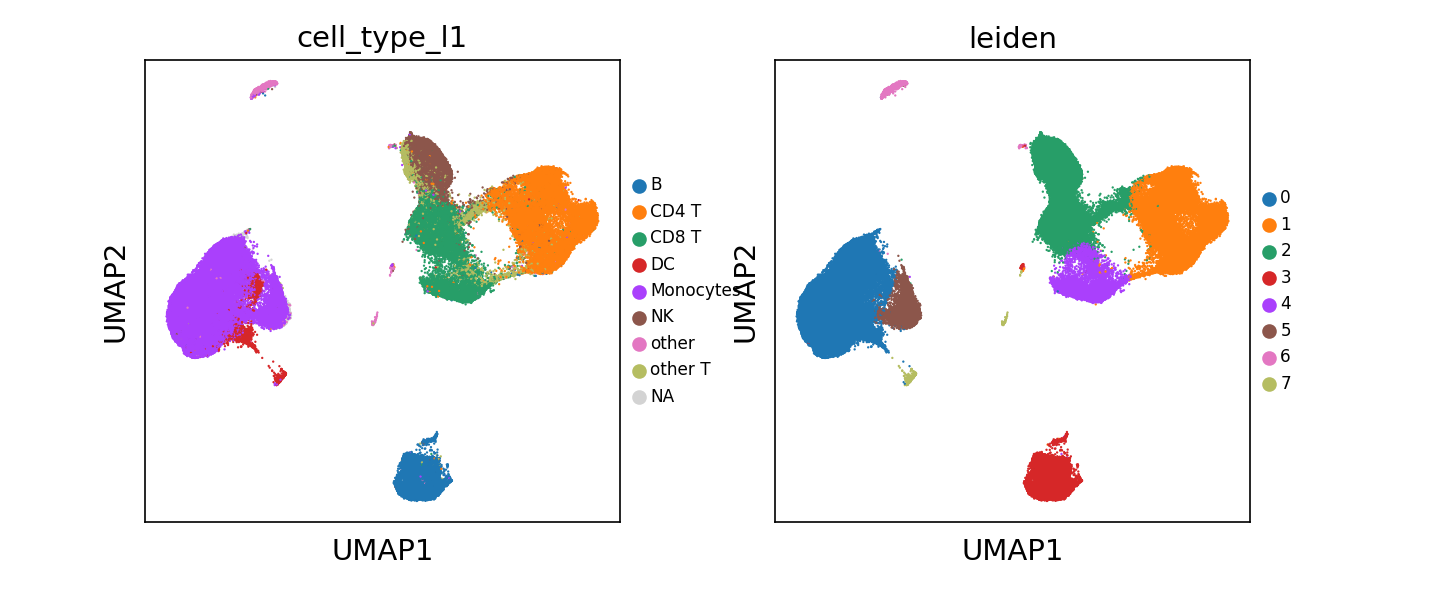 cell_type_l1
UMAP2
UMAP1
B
CD4 T
CD8 T
DC
Monocytes
NK
other
other T
NA
leiden
UMAP2
UMAP1
0
1
2
3
4
5
6
7